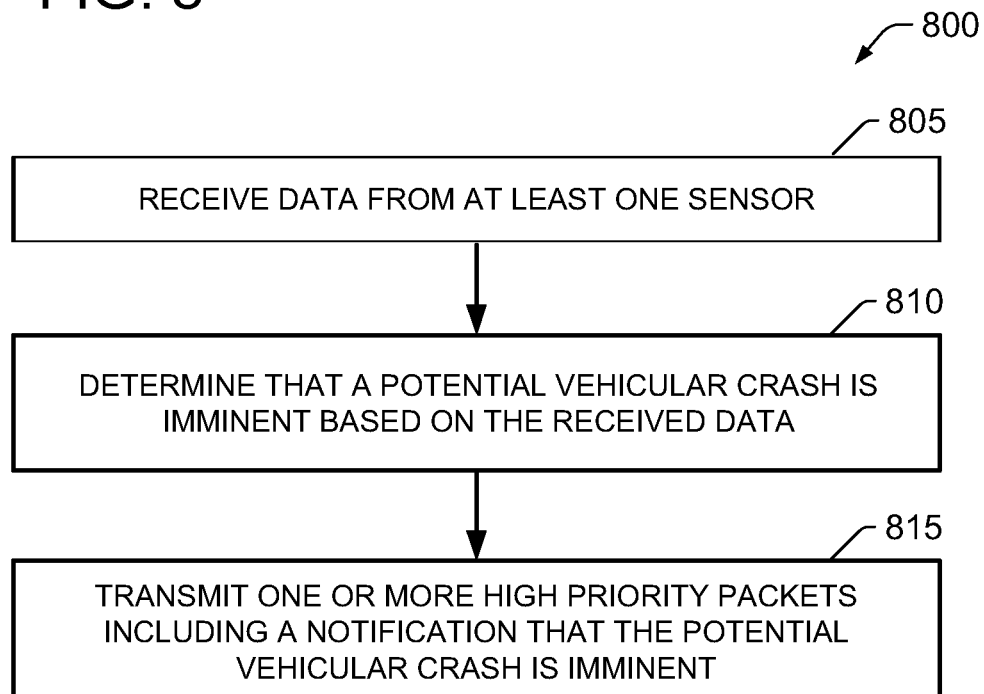 800
805
RECEIVE DATA FROM AT LEAST ONE SENSOR
810
DETERMINE THAT A POTENTIAL VEHICULAR CRASH IS
IMMINENT BASED ON THE RECEIVED DATA
815
TRANSMIT ONE OR MORE HIGH PRIORITY PACKETS
INCLUDING A NOTIFICATION THAT THE POTENTIAL
VEHICULAR CRASH IS IMMINENT